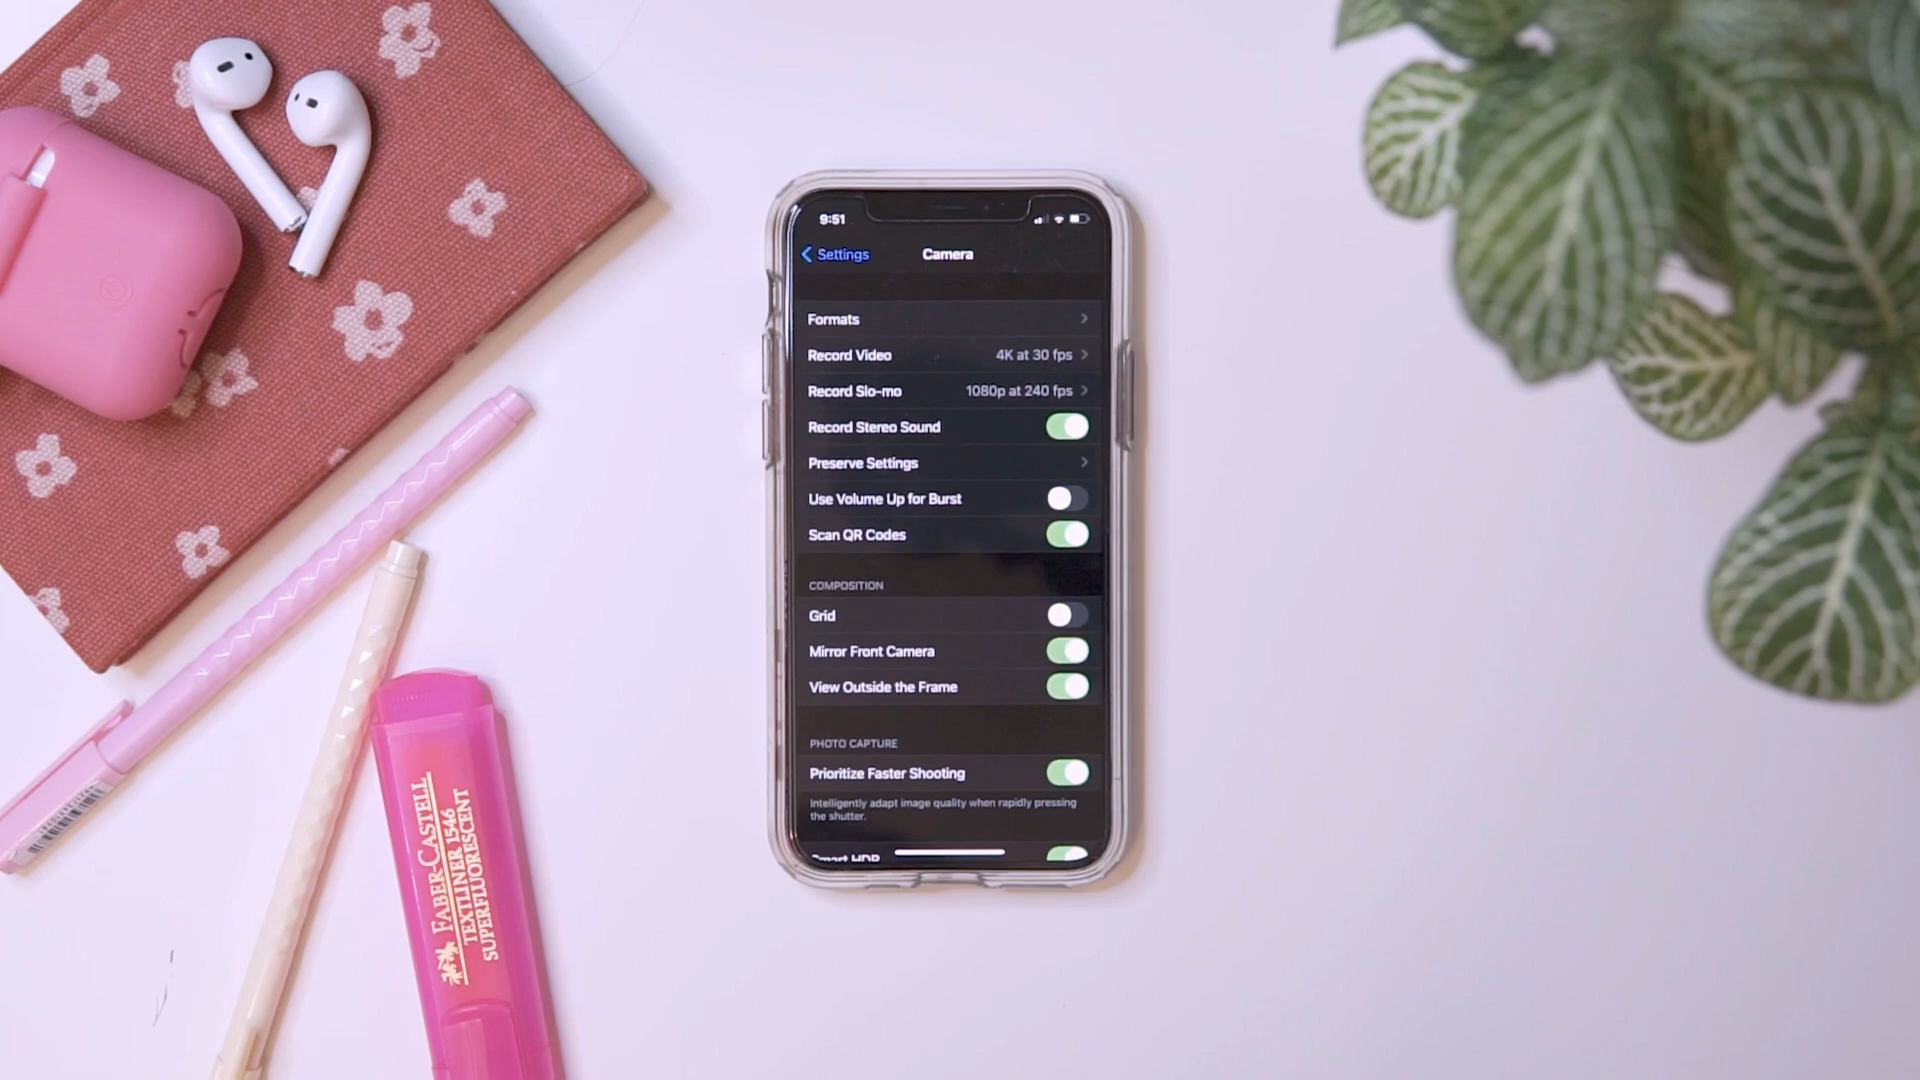 9:51
Settings
Camera
Formats
Record Video 4K at 30 fps
Record Slo-mo 1080p at 240 fps
Record Stereo Sound
Preserve Settings
Use Volume Up for Burst
Scan QR Codes
COMPOSITION
Grid
Mirror Front Camera
View Outside the Frame
PHOTO CAPTURE
Prioritize Faster Shooting
Intelligently adapt image quality when rapidly pressing
the shutter.
Smart HDR
FABER-CASTELL
TEXTLINER 1546
SUPERFLUORESCENT